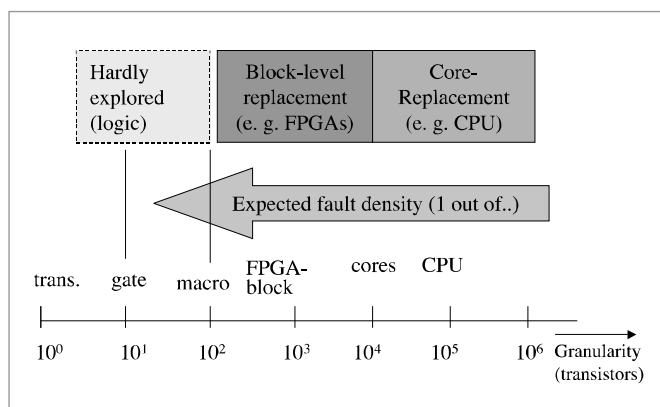 Hardly
explored
(logic)
Block-level
replacement
(e. g. FPGAs)
Core-
Replacement
(e. g. CPU)
Expected fault density (1 out of..)
trans.
gate
macro
FPGA-
block
cores
CPU
10⁰
10¹
10²
10³
10⁴
10⁵
10⁶
Granularity
(transistors)